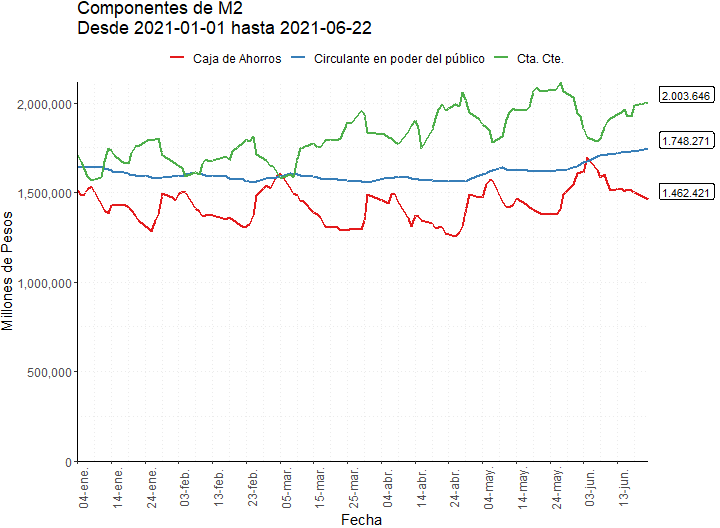 Componentes de M2
Desde 2021-01-01 hasta 2021-06-22
Caja de Ahorros Circulante en poder del público Cta. Cte.
Millones de Pesos
2,000,000
1,500,000
1,000,000
500,000
0
2.003.646
1.748.271
1.462.421
04-ene. 14-ene. 24-ene. 03-feb. 13-feb. 23-feb. 05-mar. 15-mar. 25-mar. 04-abr. 14-abr. 24-abr. 04-may. 14-may. 24-may. 03-jun. 13-jun.
Fecha